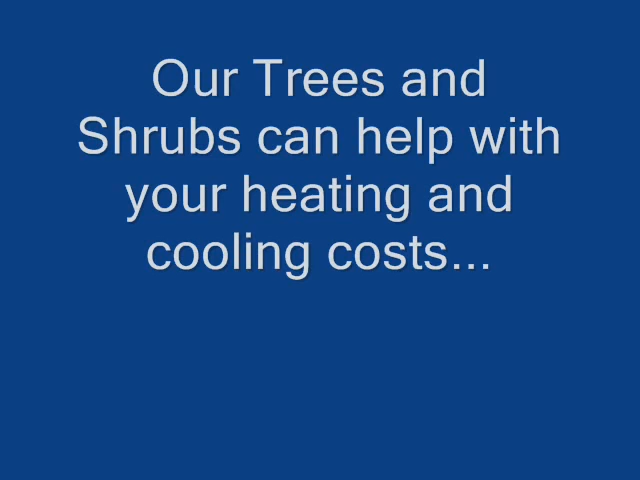 Our Trees and
Shrubs can help with
your heating and
cooling costs...